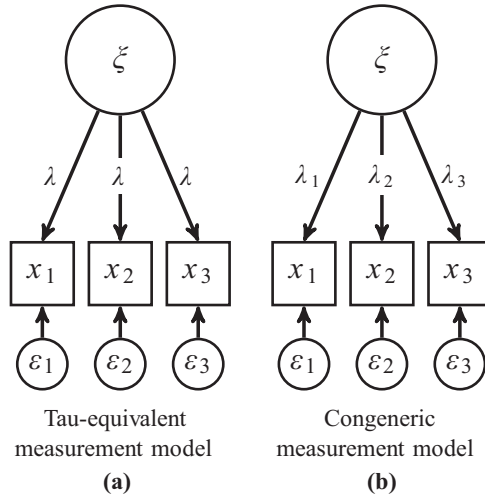 ξ ξ
λ λ λ λ1 λ2 λ3
x1 x2 x3 x1 x2 x3
ε1 ε2 ε3 ε1 ε2 ε3
Tau-equivalent
measurement model
(a)
Congeneric
measurement model
(b)